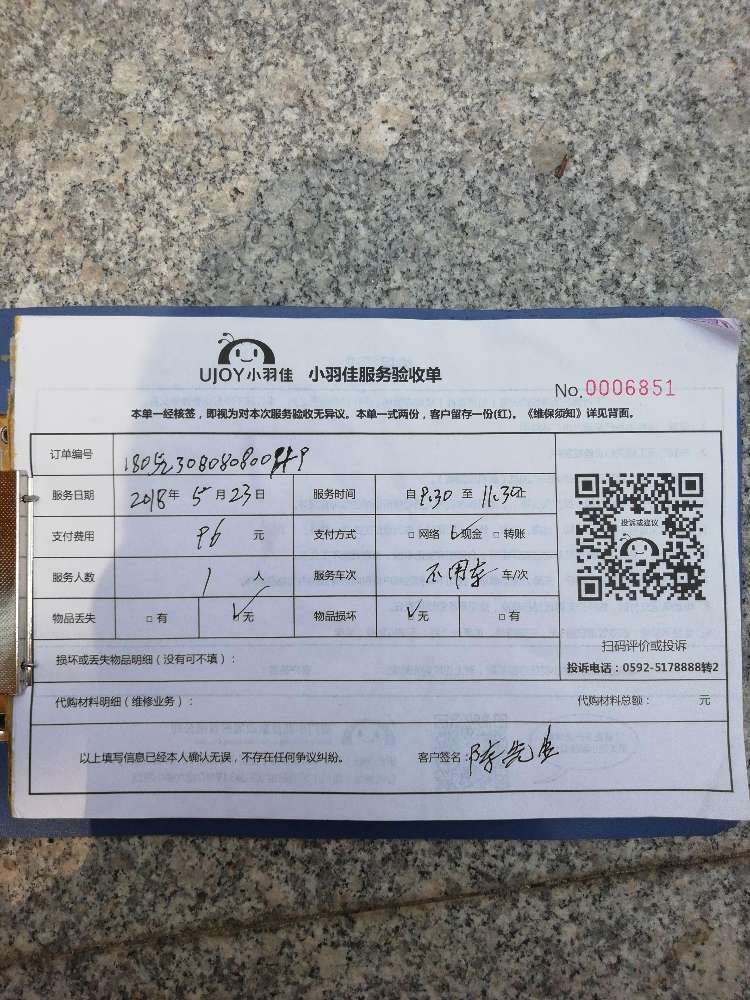 UJOY小羽佳 小羽佳服务验收单
No.0006851
本单一经核签，即视为对本次服务验收无异议。本单一式两份，客户留存一份(红)。《维保须知》详见背面。
订单编号
服务日期 2018年 5月 23日 服务时间 自 9.30 至 11.30止
支付费用 96 元 支付方式 □ 网络 现金 □ 转账
服务人数 1 人 服务车次 不用车 车/次
物品丢失 □ 有 无 物品损坏 无 □ 有
投诉或建议
扫码评价或投诉
投诉电话：0592-5178888转2
损坏或丢失物品明细（没有可不填）：
代购材料明细（维修业务）： 代购材料总额： 元
以上填写信息已经本人确认无误，不存在任何争议纠纷。 客户签名：陈先生